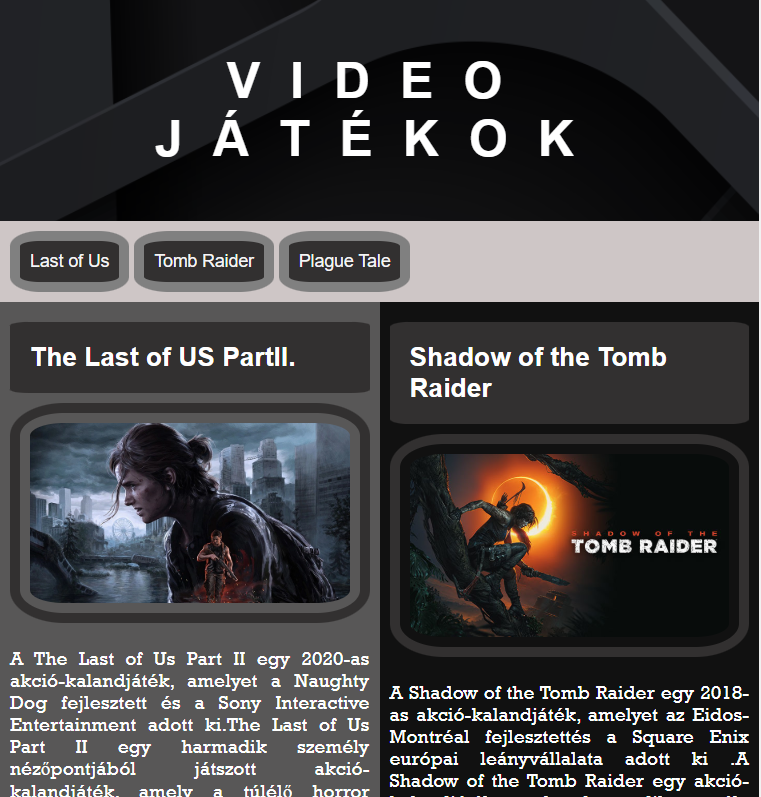 VIDEO
JÁTÉKOK
Last of Us
Tomb Raider
Plague Tale
The Last of US PartII.
Shadow of the Tomb
Raider
SHADOW OF THE
TOMB RAIDER
A The Last of Us Part II egy 2020-as
akció-kalandjáték, amelyet a Naughty
Dog fejlesztett és a Sony Interactive
Entertainment adott ki.The Last of Us
Part II egy harmadik személy
nézőpontjából játszott akció-
kalandjáték, amely a túlélő horror
A Shadow of the Tomb Raider egy 2018-
as akció-kalandjáték, amelyet az Eidos-
Montréal fejlesztettés a Square Enix
európai leányvállalata adott ki .A
Shadow of the Tomb Raider egy akció-